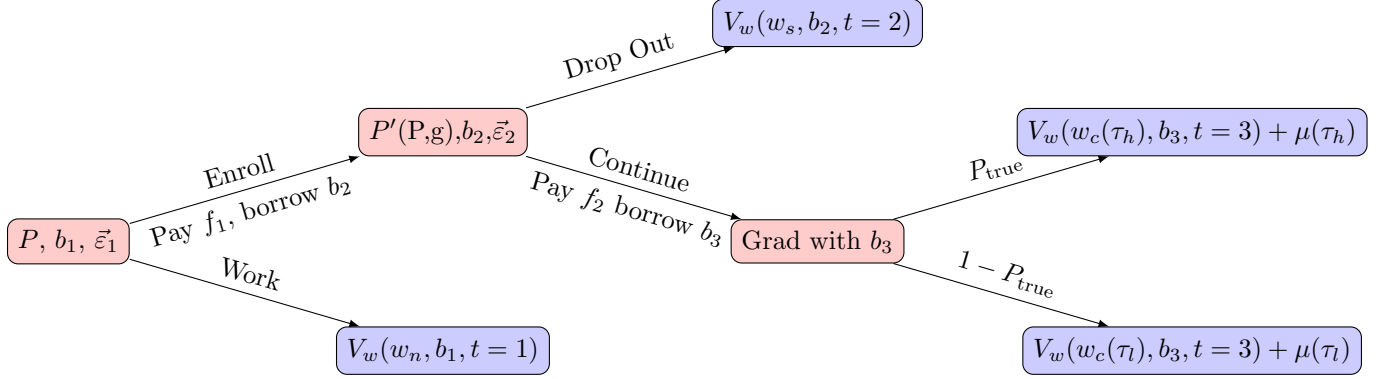 V_w(w_s, b_2, t = 2)
Drop Out
P′(P,g),b_2,ε⃗_2
V_w(w_c(τ_h), b_3, t = 3) + μ(τ_h)
Enroll
Continue
P_true
Pay f_1, borrow b_2
Pay f_2 borrow b_3
P, b_1, ε⃗_1
Grad with b_3
Work
1 − P_true
V_w(w_n, b_1, t = 1)
V_w(w_c(τ_l), b_3, t = 3) + μ(τ_l)